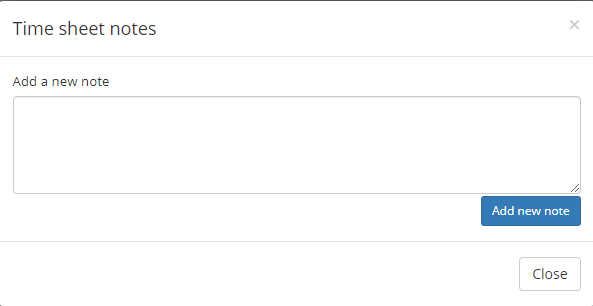 Time sheet notes
×
Add a new note
Add new note
Close